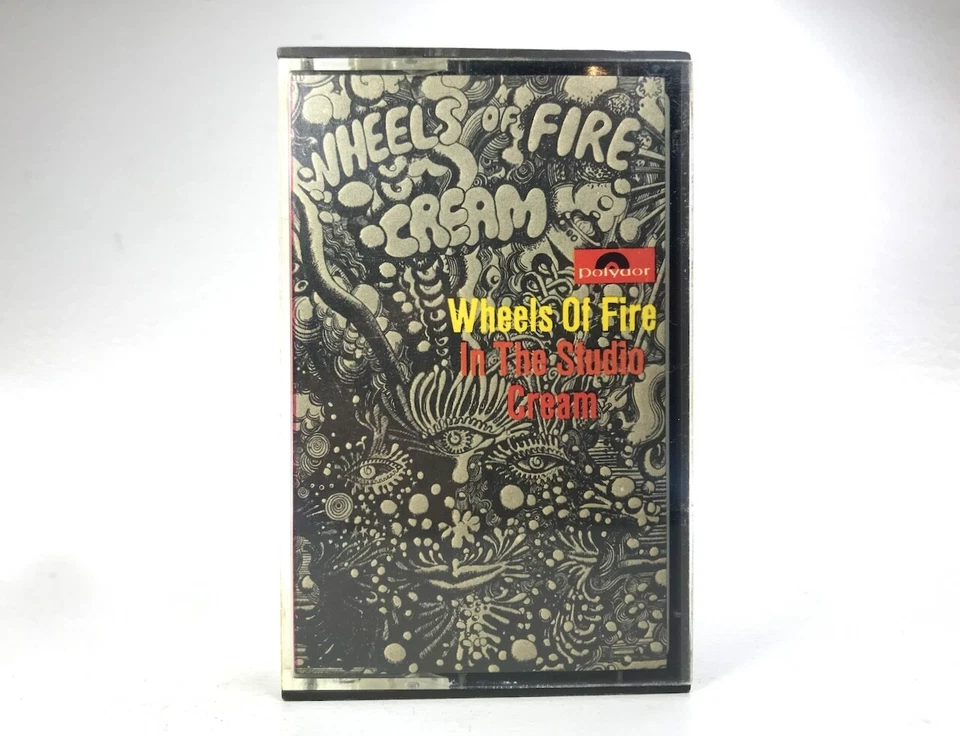 WHEELS OF FIRE
CREAM
polydor
Wheels Of Fire
In The Studio
Cream